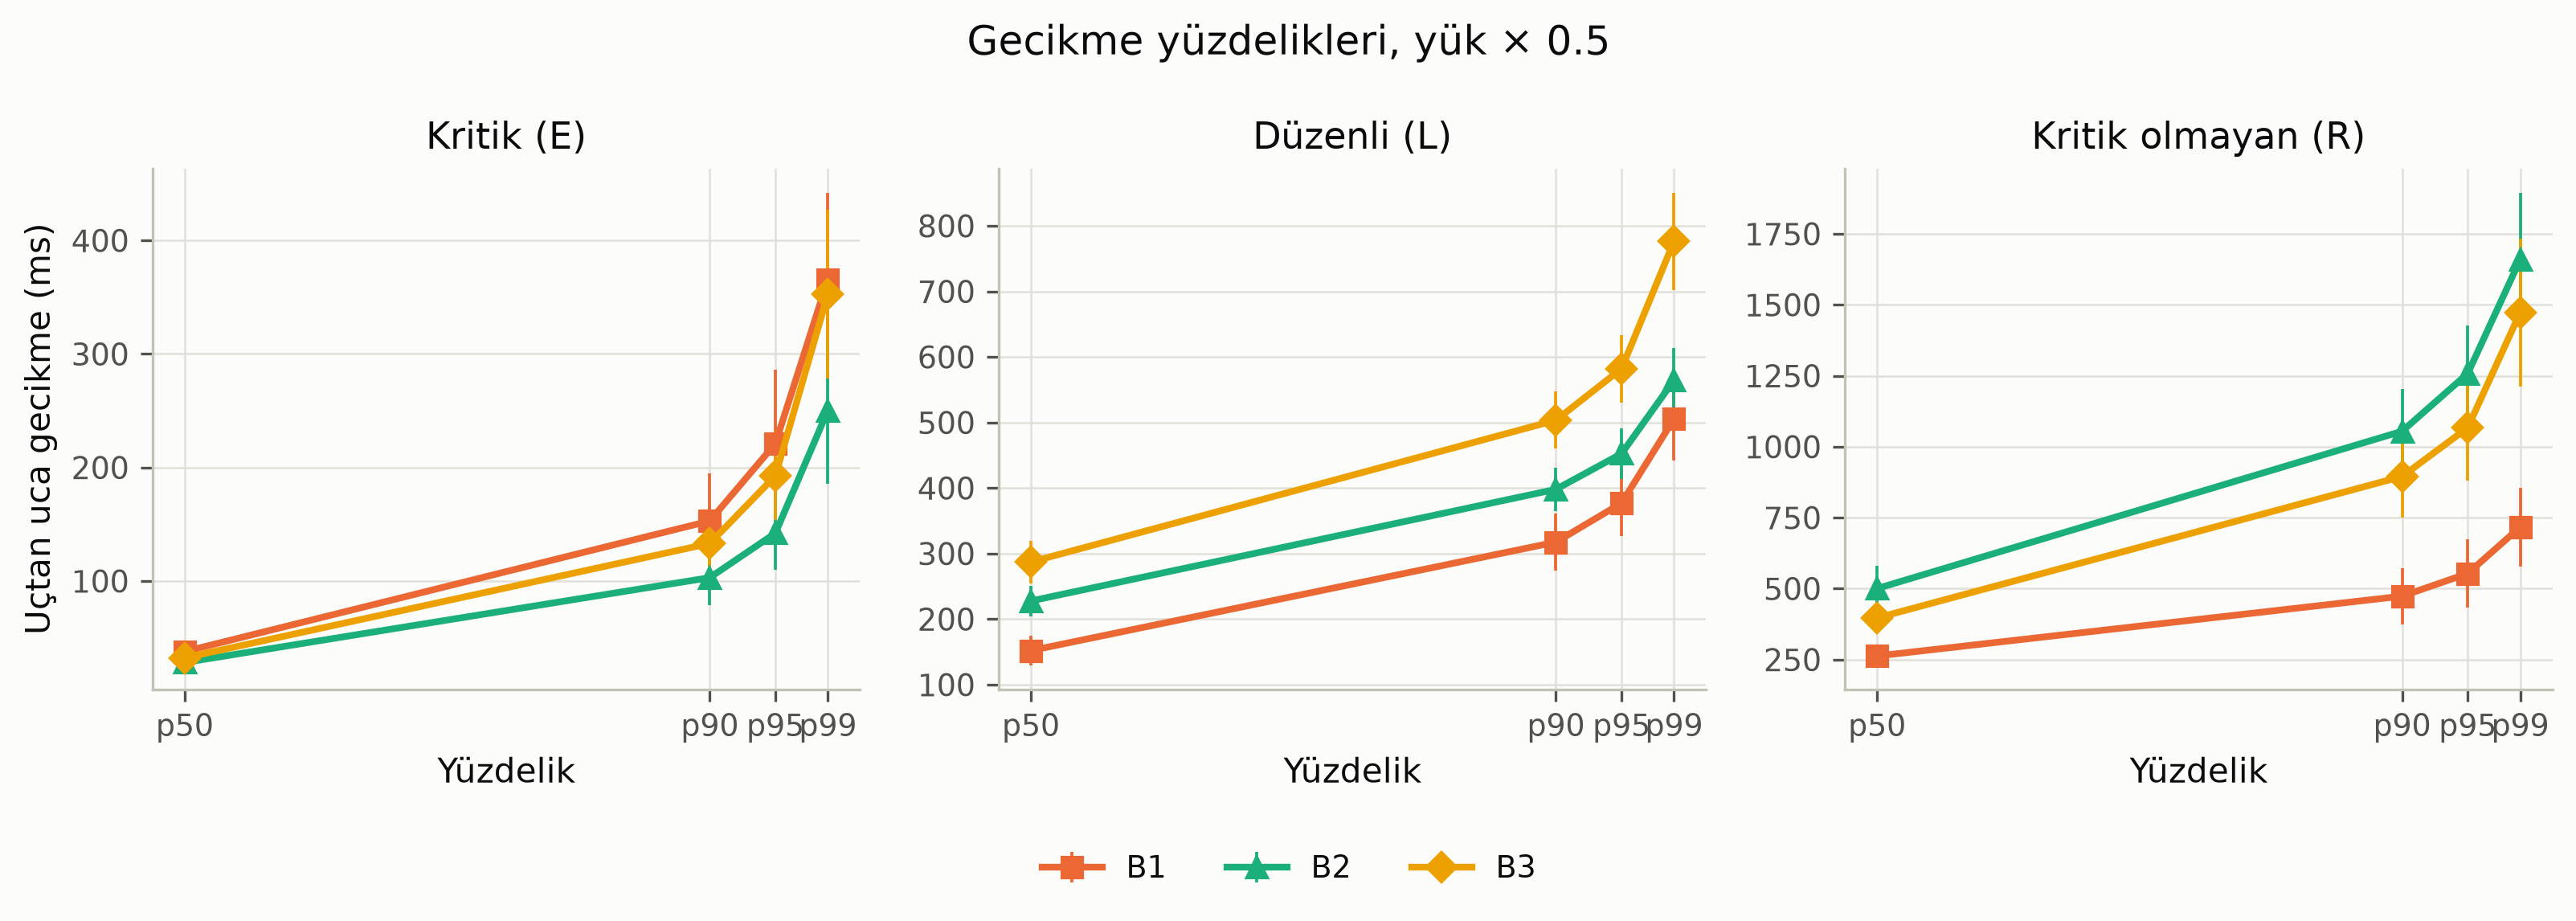 Gecikme yüzdelikleri, yük × 0.5
Kritik (E)
Uçtan uca gecikme (ms)
400
300
200
100
p50
p90
p95
p99
Yüzdelik
Düzenli (L)
800
700
600
500
400
300
200
100
p50
p90
p95
p99
Yüzdelik
Kritik olmayan (R)
1750
1500
1250
1000
750
500
250
p50
p90
p95
p99
Yüzdelik
B1
B2
B3